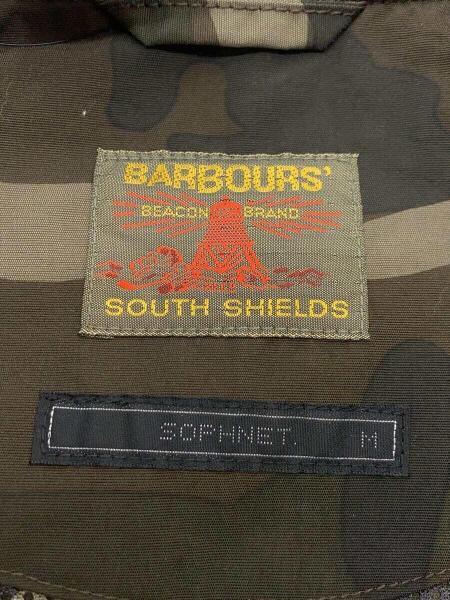 BARBOURS'
BEACON BRAND
SOUTH SHIELDS
SOPHNET. M